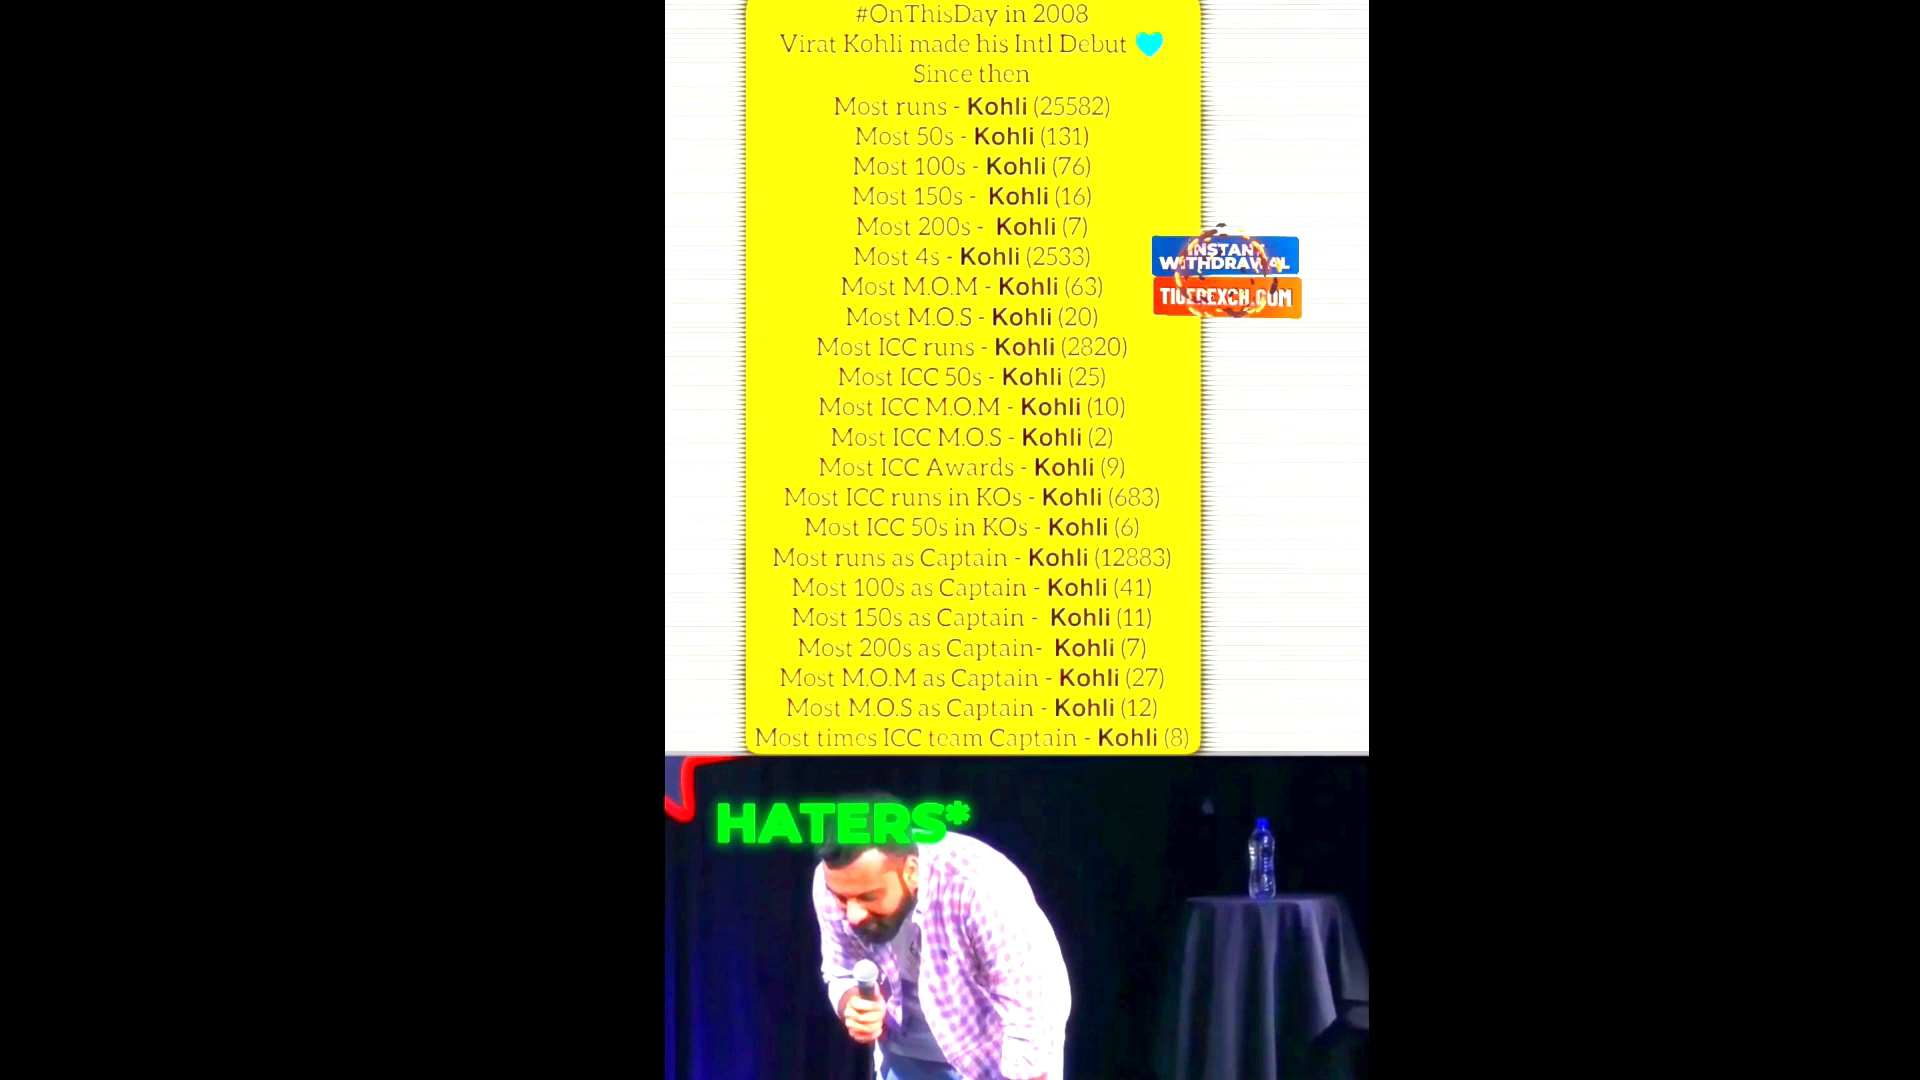 #OnThisDay in 2008
Virat Kohli made his Intl Debut
Since then
Most runs - Kohli (25582)
Most 50s - Kohli (131)
Most 100s - Kohli (76)
Most 150s - Kohli (16)
Most 200s - Kohli (7)
Most 4s - Kohli (2533)
Most M.O.M - Kohli (63)
Most M.O.S - Kohli (20)
Most ICC runs - Kohli (2820)
Most ICC 50s - Kohli (25)
Most ICC M.O.M - Kohli (10)
Most ICC M.O.S - Kohli (2)
Most ICC Awards - Kohli (9)
Most ICC runs in KOs - Kohli (683)
Most ICC 50s in KOs - Kohli (6)
Most runs as Captain - Kohli (12883)
Most 100s as Captain - Kohli (41)
Most 150s as Captain - Kohli (11)
Most 200s as Captain- Kohli (7)
Most M.O.M as Captain - Kohli (27)
Most M.O.S as Captain - Kohli (12)
Most times ICC team Captain - Kohli (8)
INSTANT
WITHDRAWAL
TIGEREXCH.COM
HATERS*